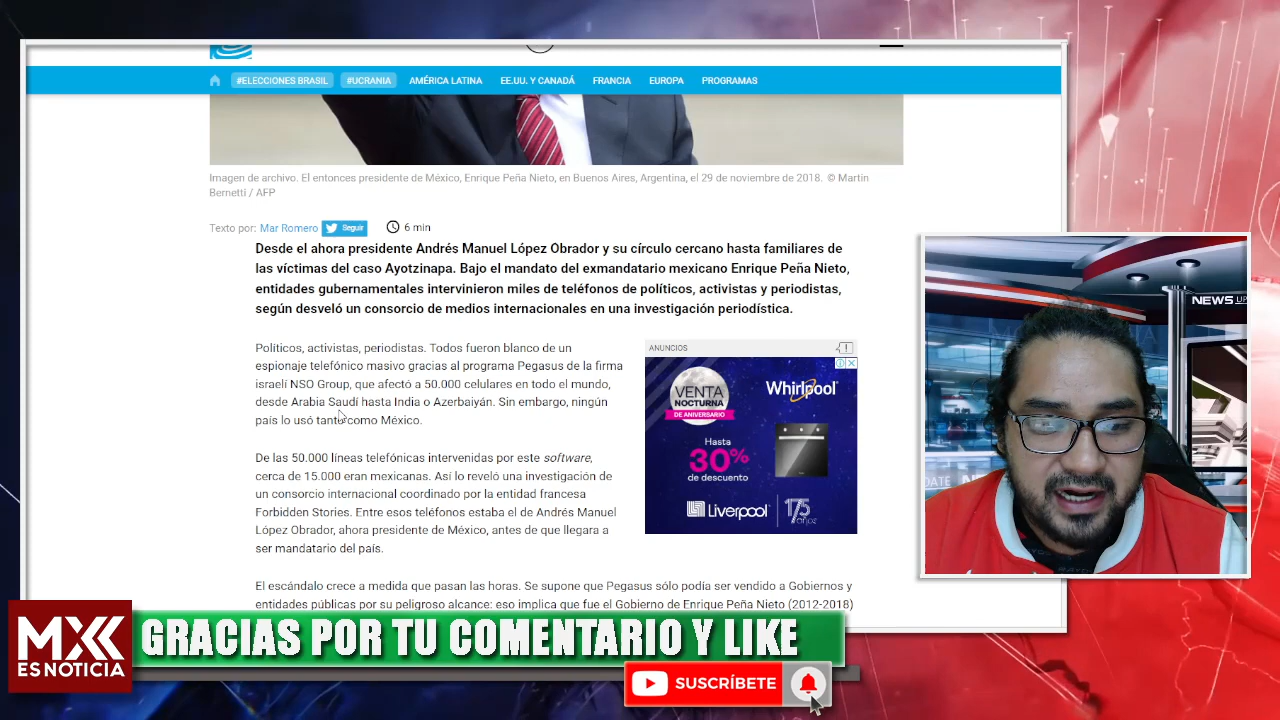 #ELECCIONES BRASIL #UCRANIA AMÉRICA LATINA EE.UU. Y CANADÁ FRANCIA EUROPA PROGRAMAS
Imagen de archivo. El entonces presidente de México, Enrique Peña Nieto, en Buenos Aires, Argentina, el 29 de noviembre de 2018. © Martin
Bernetti / AFP
Texto por: Mar Romero Seguir 6 min
Desde el ahora presidente Andrés Manuel López Obrador y su círculo cercano hasta familiares de
las víctimas del caso Ayotzinapa. Bajo el mandato del exmandatario mexicano Enrique Peña Nieto,
entidades gubernamentales intervinieron miles de teléfonos de políticos, activistas y periodistas,
según desveló un consorcio de medios internacionales en una investigación periodística.
Políticos, activistas, periodistas. Todos fueron blanco de un
espionaje telefónico masivo gracias al programa Pegasus de la firma
israelí NSO Group, que afectó a 50.000 celulares en todo el mundo,
desde Arabia Saudí hasta India o Azerbaiyán. Sin embargo, ningún
país lo usó tanto como México.
De las 50.000 líneas telefónicas intervenidas por este software,
cerca de 15.000 eran mexicanas. Así lo reveló una investigación de
un consorcio internacional coordinado por la entidad francesa
Forbidden Stories. Entre esos teléfonos estaba el de Andrés Manuel
López Obrador, ahora presidente de México, antes de que llegara a
ser mandatario del país.
El escándalo crece a medida que pasan las horas. Se supone que Pegasus sólo podía ser vendido a Gobiernos y
entidades públicas por su peligroso alcance: eso implica que fue el Gobierno de Enrique Peña Nieto (2012-2018)
ANUNCIOS
VENTA
NOCTURNA
DE ANIVERSARIO
Whirlpool
Hasta
30%
de descuento
Liverpool 175
años
NEWS UP
DATE
MX
ES NOTICIA
GRACIAS POR TU COMENTARIO Y LIKE
SUSCRÍBETE